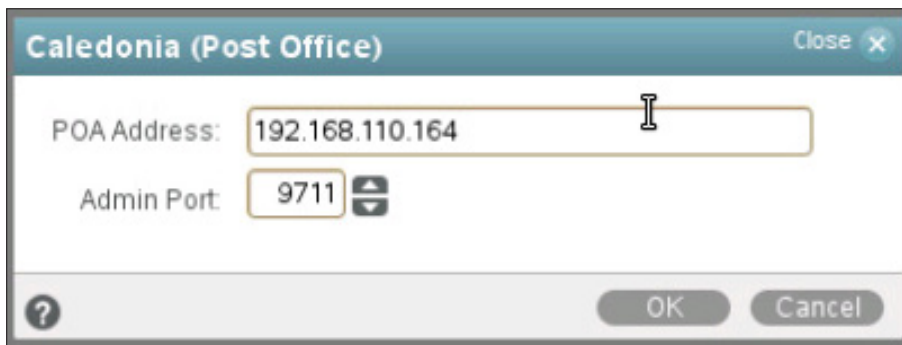 Caledonia (Post Office) Close
POA Address: 192.168.110.164
Admin Port: 9711
? OK Cancel